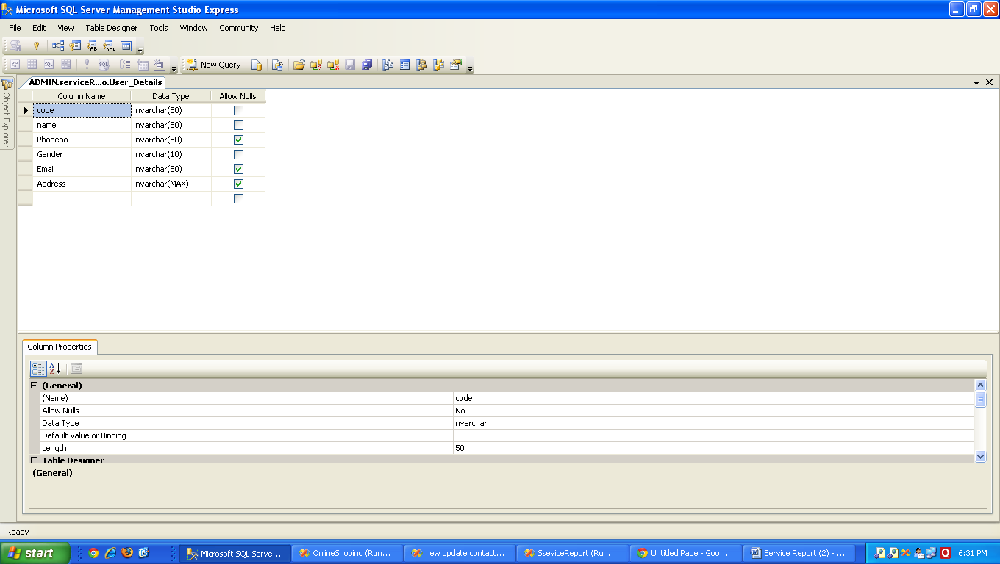 Microsoft SQL Server Management Studio Express
File Edit View Table Designer Tools Window Community Help
New Query
Object Explorer
ADMIN.serviceR...o.User_Details
Column Name Data Type Allow Nulls
code nvarchar(50)
name nvarchar(50)
Phoneno nvarchar(50)
Gender nvarchar(10)
Email nvarchar(50)
Address nvarchar(MAX)
Column Properties
(General)
(Name) code
Allow Nulls No
Data Type nvarchar
Default Value or Binding
Length 50
Table Designer
(General)
Ready
start Microsoft SQL Serve... OnlineShoping (Run... new update contact... SseviceReport (Run... Untitled Page - Goo... Service Report (2) - ... 6:31 PM